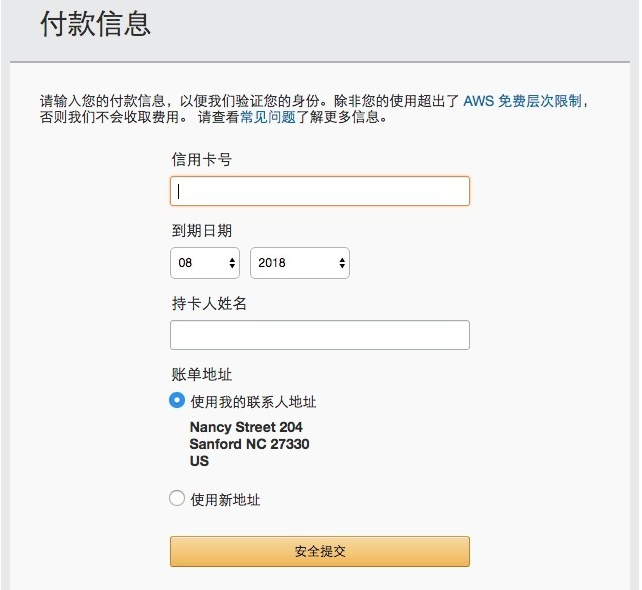 付款信息
请输入您的付款信息，以便我们验证您的身份。除非您的使用超出了 AWS 免费层次限制，
否则我们不会收取费用。 请查看常见问题了解更多信息。
信用卡号
到期日期
08 2018
持卡人姓名
账单地址
使用我的联系人地址
Nancy Street 204
Sanford NC 27330
US
使用新地址
安全提交